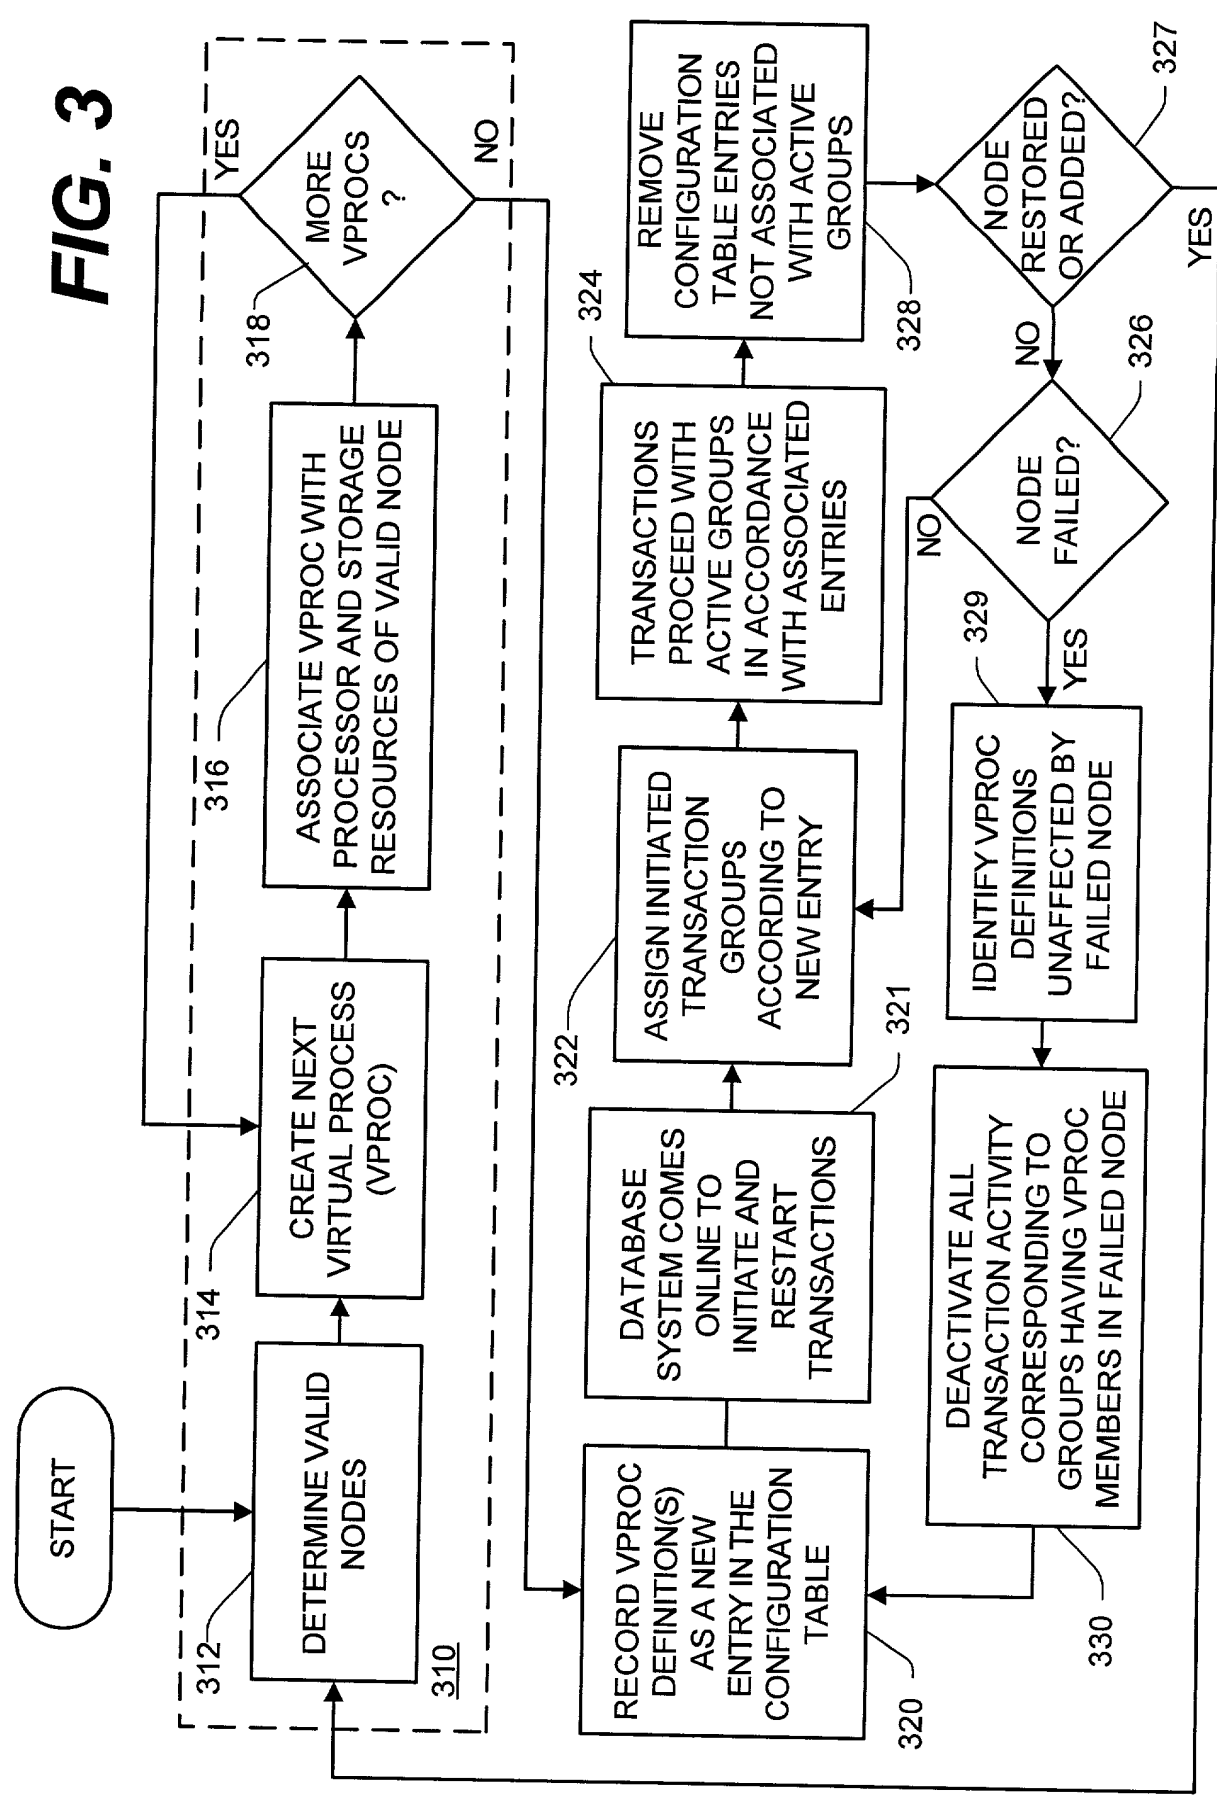 FIG. 3
START
312
DETERMINE VALID
NODES
310
314
CREATE NEXT
VIRTUAL PROCESS
(VPROC)
316
ASSOCIATE VPROC WITH
PROCESSOR AND STORAGE
RESOURCES OF VALID NODE
318
MORE
VPROCS
?
YES
NO
RECORD VPROC
DEFINITION(S)
AS A NEW
ENTRY IN THE
CONFIGURATION
TABLE
320
DATABASE
SYSTEM COMES
ONLINE TO
INITIATE AND
RESTART
TRANSACTIONS
321
322
ASSIGN INITIATED
TRANSACTION
GROUPS
ACCORDING TO
NEW ENTRY
324
TRANSACTIONS
PROCEED WITH
ACTIVE GROUPS
IN ACCORDANCE
WITH ASSOCIATED
ENTRIES
REMOVE
CONFIGURATION
TABLE ENTRIES
NOT ASSOCIATED
WITH ACTIVE
GROUPS
328
NODE
RESTORED
OR ADDED?
327
YES
NO
NODE
FAILED?
326
NO
YES
329
IDENTIFY VPROC
DEFINITIONS
UNAFFECTED BY
FAILED NODE
DEACTIVATE ALL
TRANSACTION ACTIVITY
CORRESPONDING TO
GROUPS HAVING VPROC
MEMBERS IN FAILED NODE
330